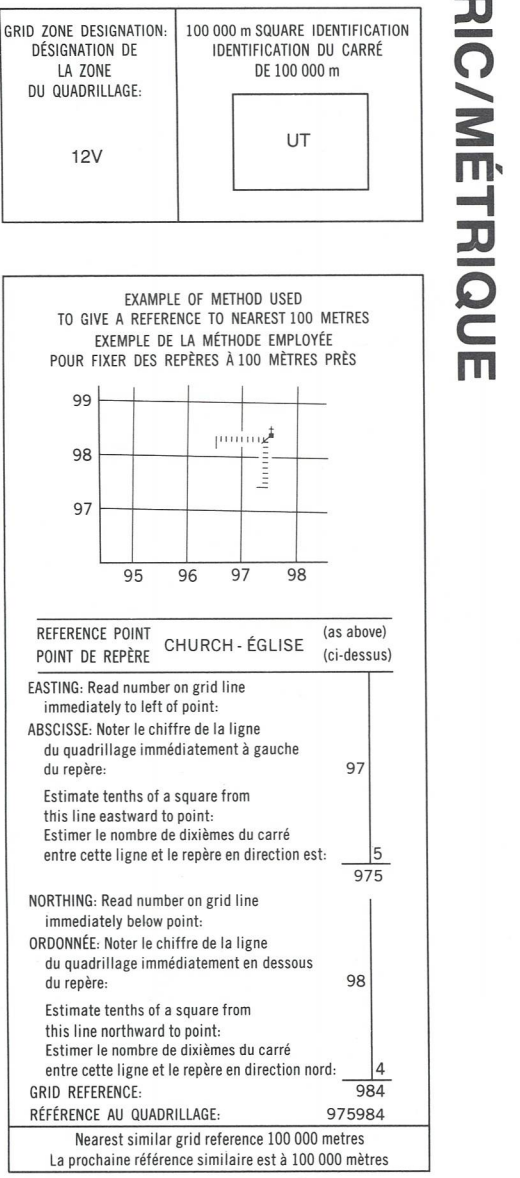 GRID ZONE DESIGNATION:
DÉSIGNATION DE
LA ZONE
DU QUADRILLAGE:
12V
100 000 m SQUARE IDENTIFICATION
IDENTIFICATION DU CARRÉ
DE 100 000 m
UT
RIC/MÉTRIQUE
EXAMPLE OF METHOD USED
TO GIVE A REFERENCE TO NEAREST 100 METRES
EXEMPLE DE LA MÉTHODE EMPLOYÉE
POUR FIXER DES REPÈRES À 100 MÈTRES PRÈS
99
98
97
95 96 97 98
REFERENCE POINT
POINT DE REPÈRE
CHURCH - ÉGLISE
(as above)
(ci-dessus)
EASTING: Read number on grid line
immediately to left of point:
ABSCISSE: Noter le chiffre de la ligne
du quadrillage immédiatement à gauche
du repère: 97
Estimate tenths of a square from
this line eastward to point:
Estimer le nombre de dixièmes du carré
entre cette ligne et le repère en direction est: 5
975
NORTHING: Read number on grid line
immediately below point:
ORDONNÉE: Noter le chiffre de la ligne
du quadrillage immédiatement en dessous
du repère: 98
Estimate tenths of a square from
this line northward to point:
Estimer le nombre de dixièmes du carré
entre cette ligne et le repère en direction nord: 4
GRID REFERENCE: 984
RÉFÉRENCE AU QUADRILLAGE: 975984
Nearest similar grid reference 100 000 metres
La prochaine référence similaire est à 100 000 mètres